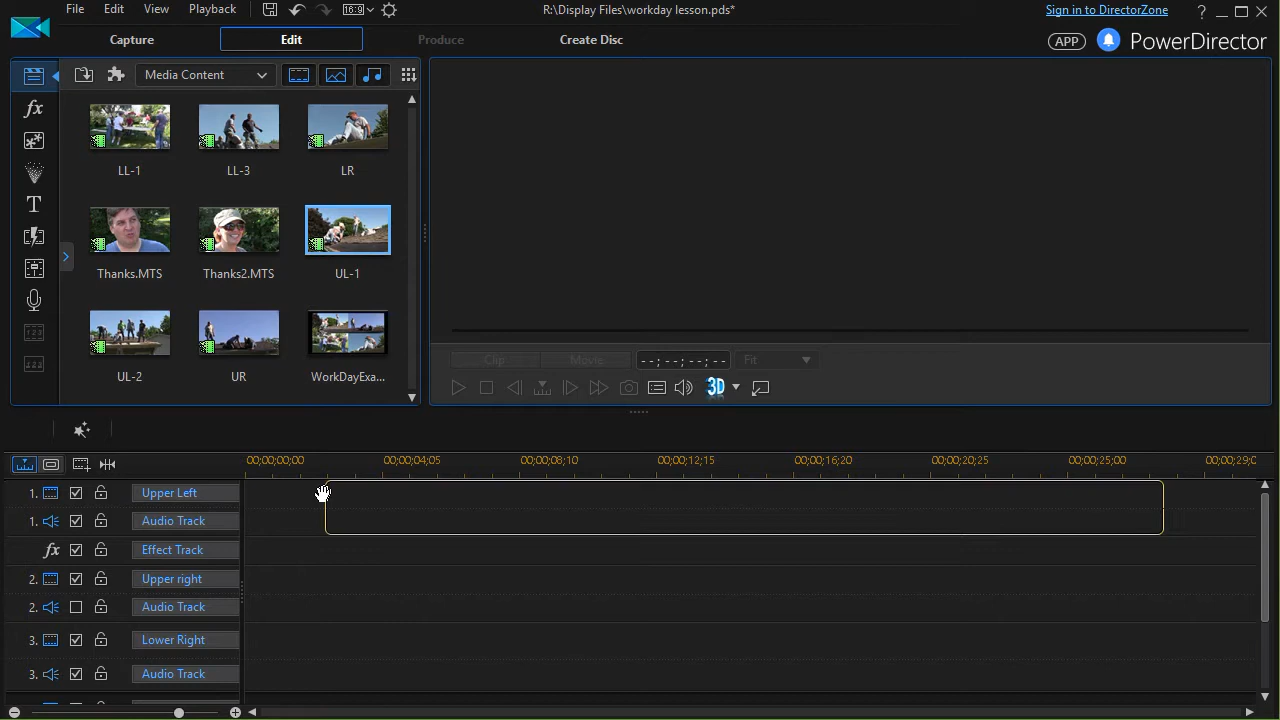 File Edit View Playback 16:9 R:\Display Files\workday lesson.pds* Sign in to DirectorZone ?
Capture Edit Produce Create Disc APP PowerDirector
Media Content
fx
LL-1 LL-3 LR
T
Thanks.MTS Thanks2.MTS UL-1
UL-2 UR WorkDayExa...
Clip Movie --;--;--;-- Fit
3D
00;00;00;00 00;00;04;05 00;00;08;10 00;00;12;15 00;00;16;20 00;00;20;25 00;00;25;00 00;00;29;0
1. Upper Left
1. Audio Track
fx Effect Track
2. Upper right
2. Audio Track
3. Lower Right
3. Audio Track